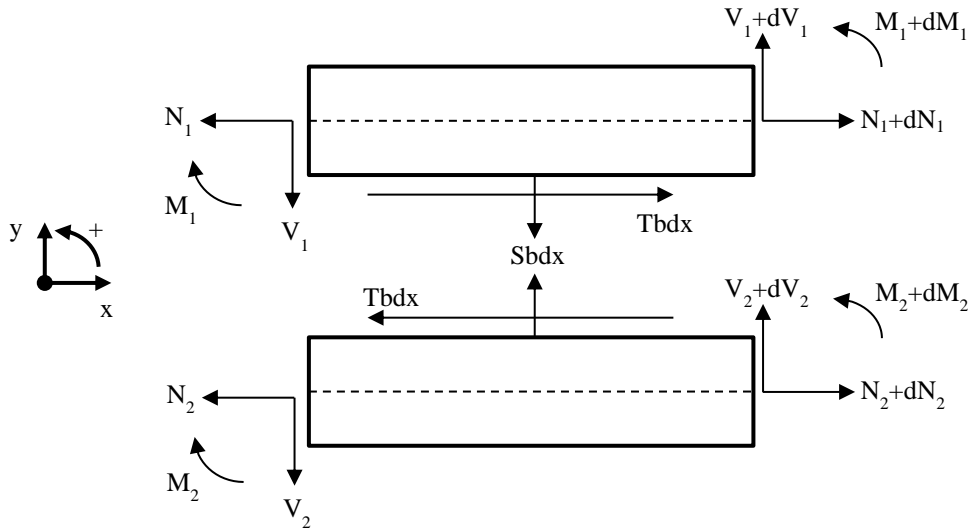 V₁+dV₁
M₁+dM₁
N₁
N₁+dN₁
M₁
V₁
Tbdx
y
+
x
Sbdx
Tbdx
V₂+dV₂
M₂+dM₂
N₂
N₂+dN₂
M₂
V₂